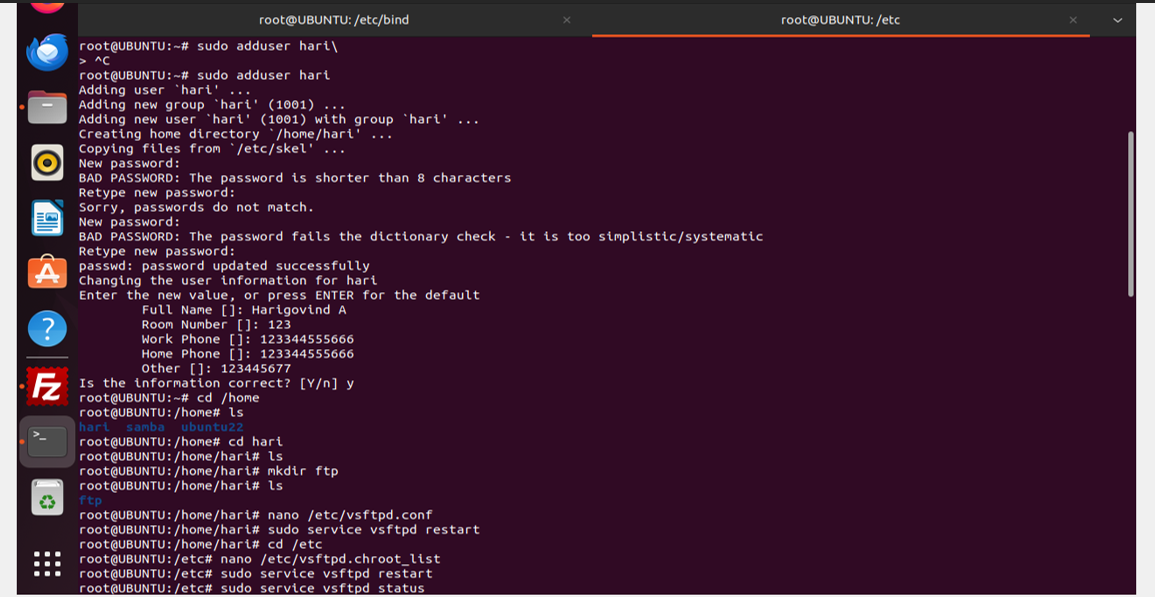 root@UBUNTU: /etc/bind
root@UBUNTU: /etc
root@UBUNTU:~# sudo adduser hari\
> ^C
root@UBUNTU:~# sudo adduser hari
Adding user `hari' ...
Adding new group `hari' (1001) ...
Adding new user `hari' (1001) with group `hari' ...
Creating home directory `/home/hari' ...
Copying files from `/etc/skel' ...
New password:
BAD PASSWORD: The password is shorter than 8 characters
Retype new password:
Sorry, passwords do not match.
New password:
BAD PASSWORD: The password fails the dictionary check - it is too simplistic/systematic
Retype new password:
passwd: password updated successfully
Changing the user information for hari
Enter the new value, or press ENTER for the default
Full Name []: Harigovind A
Room Number []: 123
Work Phone []: 123344555666
Home Phone []: 123344555666
Other []: 123445677
Is the information correct? [Y/n] y
root@UBUNTU:~# cd /home
root@UBUNTU:/home# ls
hari samba ubuntu22
root@UBUNTU:/home# cd hari
root@UBUNTU:/home/hari# ls
root@UBUNTU:/home/hari# mkdir ftp
root@UBUNTU:/home/hari# ls
ftp
root@UBUNTU:/home/hari# nano /etc/vsftpd.conf
root@UBUNTU:/home/hari# sudo service vsftpd restart
root@UBUNTU:/home/hari# cd /etc
root@UBUNTU:/etc# nano /etc/vsftpd.chroot_list
root@UBUNTU:/etc# sudo service vsftpd restart
root@UBUNTU:/etc# sudo service vsftpd status